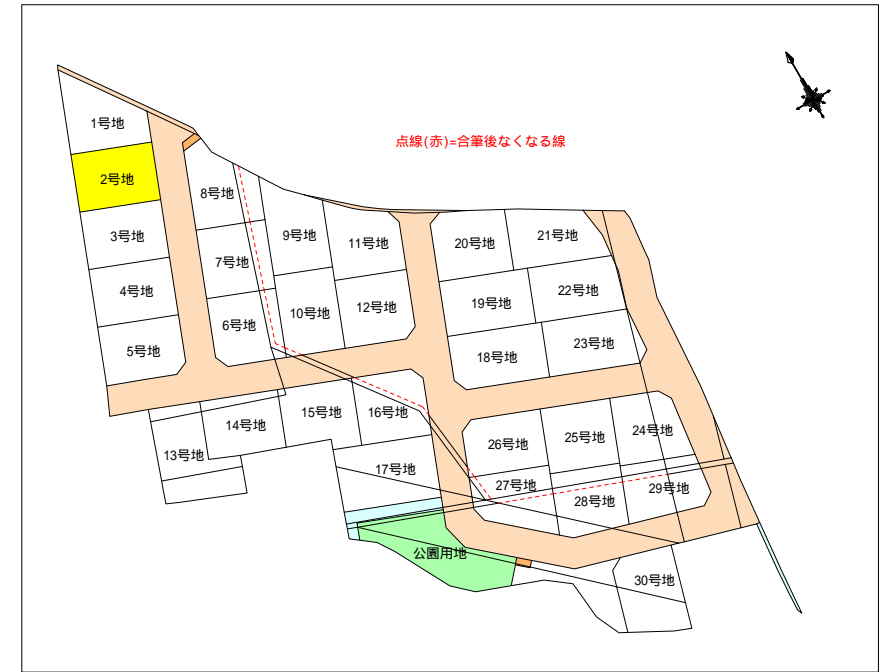 点線(赤)=合筆後なくなる線
1号地
2号地
3号地
4号地
5号地
8号地
7号地
6号地
9号地
10号地
11号地
12号地
20号地
21号地
19号地
22号地
18号地
23号地
13号地
14号地
15号地
16号地
17号地
26号地
25号地
24号地
27号地
28号地
29号地
公園用地
30号地